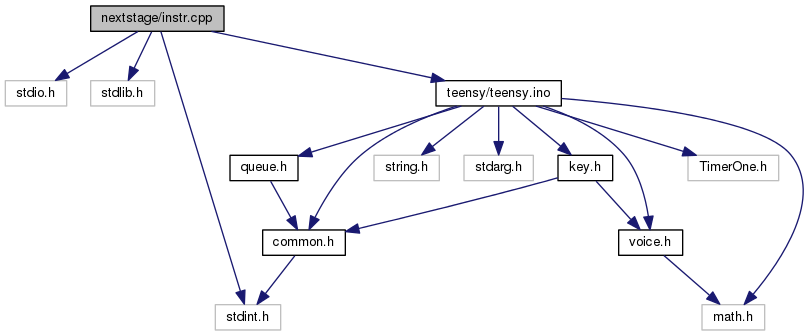 nextstage/instr.cpp
stdio.h
stdlib.h
teensy/teensy.ino
queue.h
string.h
stdarg.h
key.h
TimerOne.h
common.h
voice.h
stdint.h
math.h